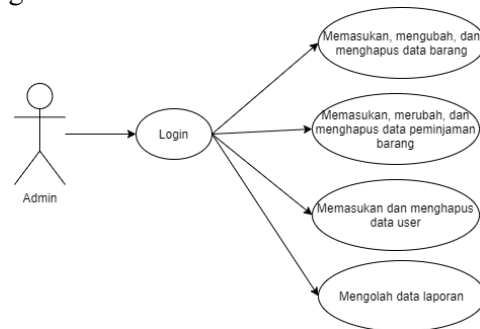 g
Memasukan, mengubah, dan
menghapus data barang
Login
Memasukan, merubah, dan
menghapus data peminjaman
barang
Admin
Memasukan dan menghapus
data user
Mengolah data laporan